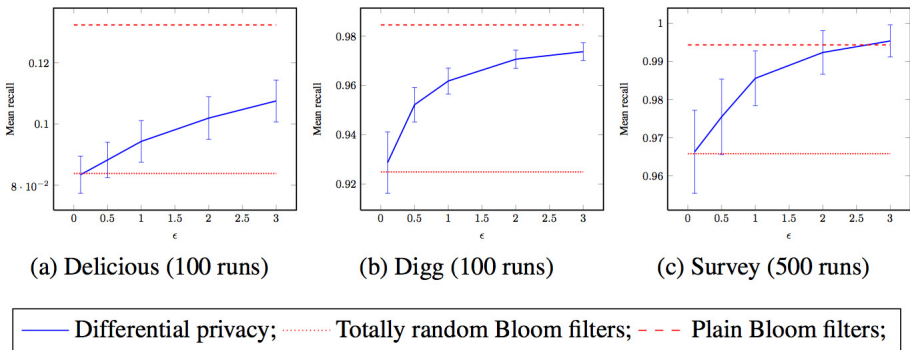 0.12
0.1
8 · 10⁻²
Mean recall
0 0.5 1 1.5 2 2.5 3
ϵ
(a) Delicious (100 runs)
0.98
0.96
0.94
0.92
Mean recall
0 0.5 1 1.5 2 2.5 3
ϵ
(b) Digg (100 runs)
1
0.99
0.98
0.97
0.96
Mean recall
0 0.5 1 1.5 2 2.5 3
ϵ
(c) Survey (500 runs)
Differential privacy; Totally random Bloom filters; Plain Bloom filters;